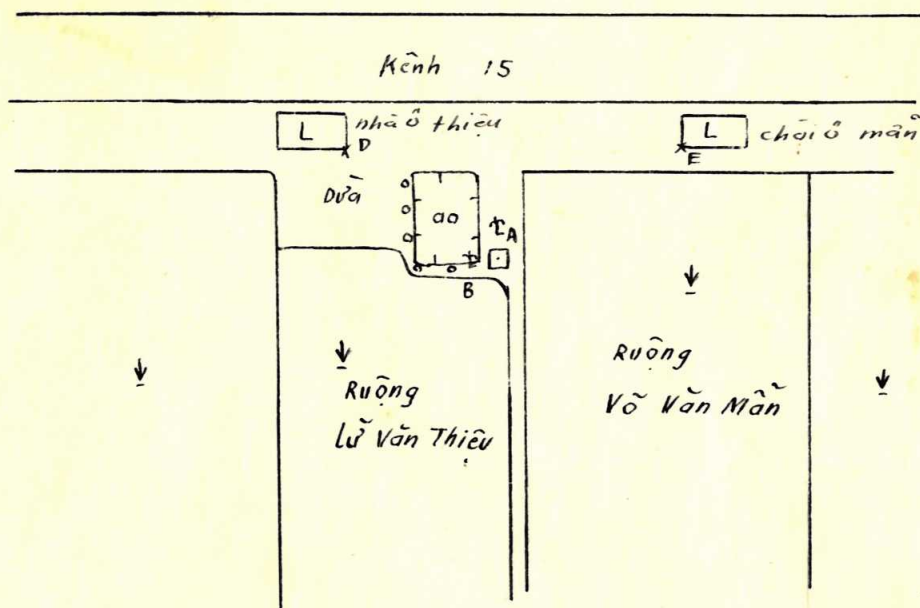 Kênh 15
L nhà ô thiệu
D
L chòi ô mẫn
E
Dừa
ao
A
B
Ruộng
Lữ Văn Thiệu
Ruộng
Võ Văn Mẫn